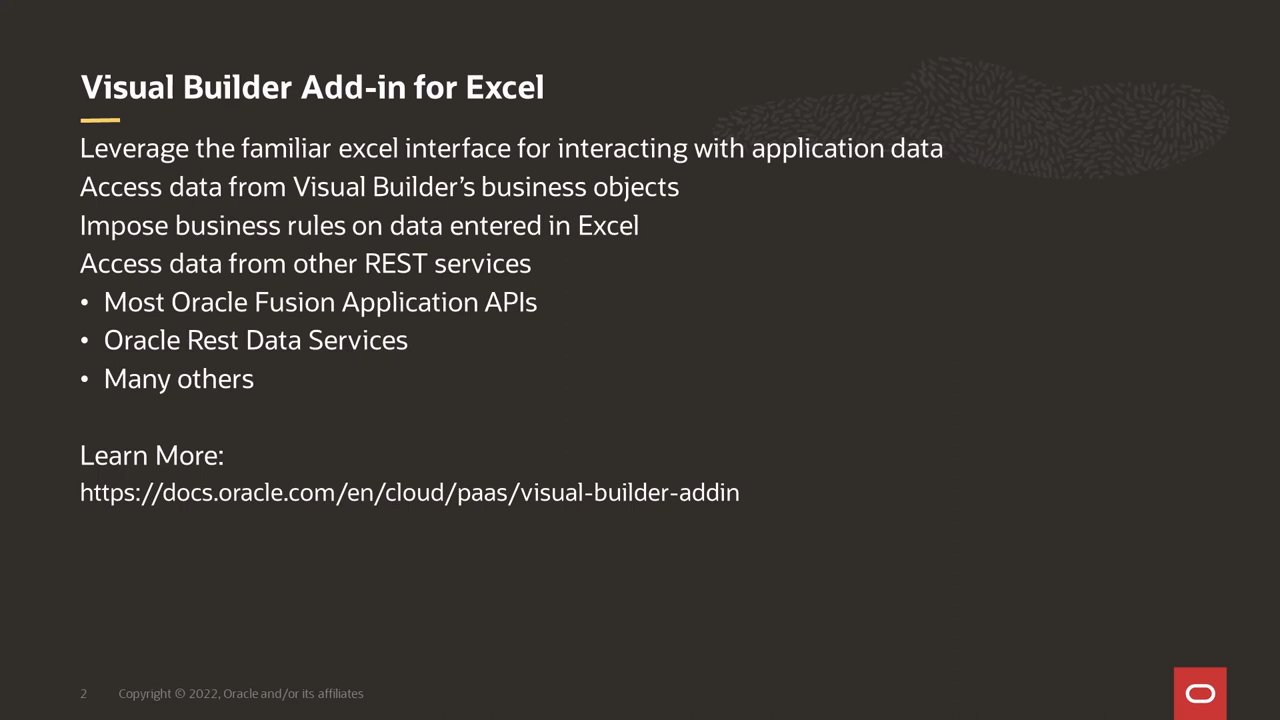 Visual Builder Add-in for Excel
Leverage the familiar excel interface for interacting with application data
Access data from Visual Builder’s business objects
Impose business rules on data entered in Excel
Access data from other REST services
• Most Oracle Fusion Application APIs
• Oracle Rest Data Services
• Many others
Learn More:
https://docs.oracle.com/en/cloud/paas/visual-builder-addin
2 Copyright © 2022, Oracle and/or its affiliates